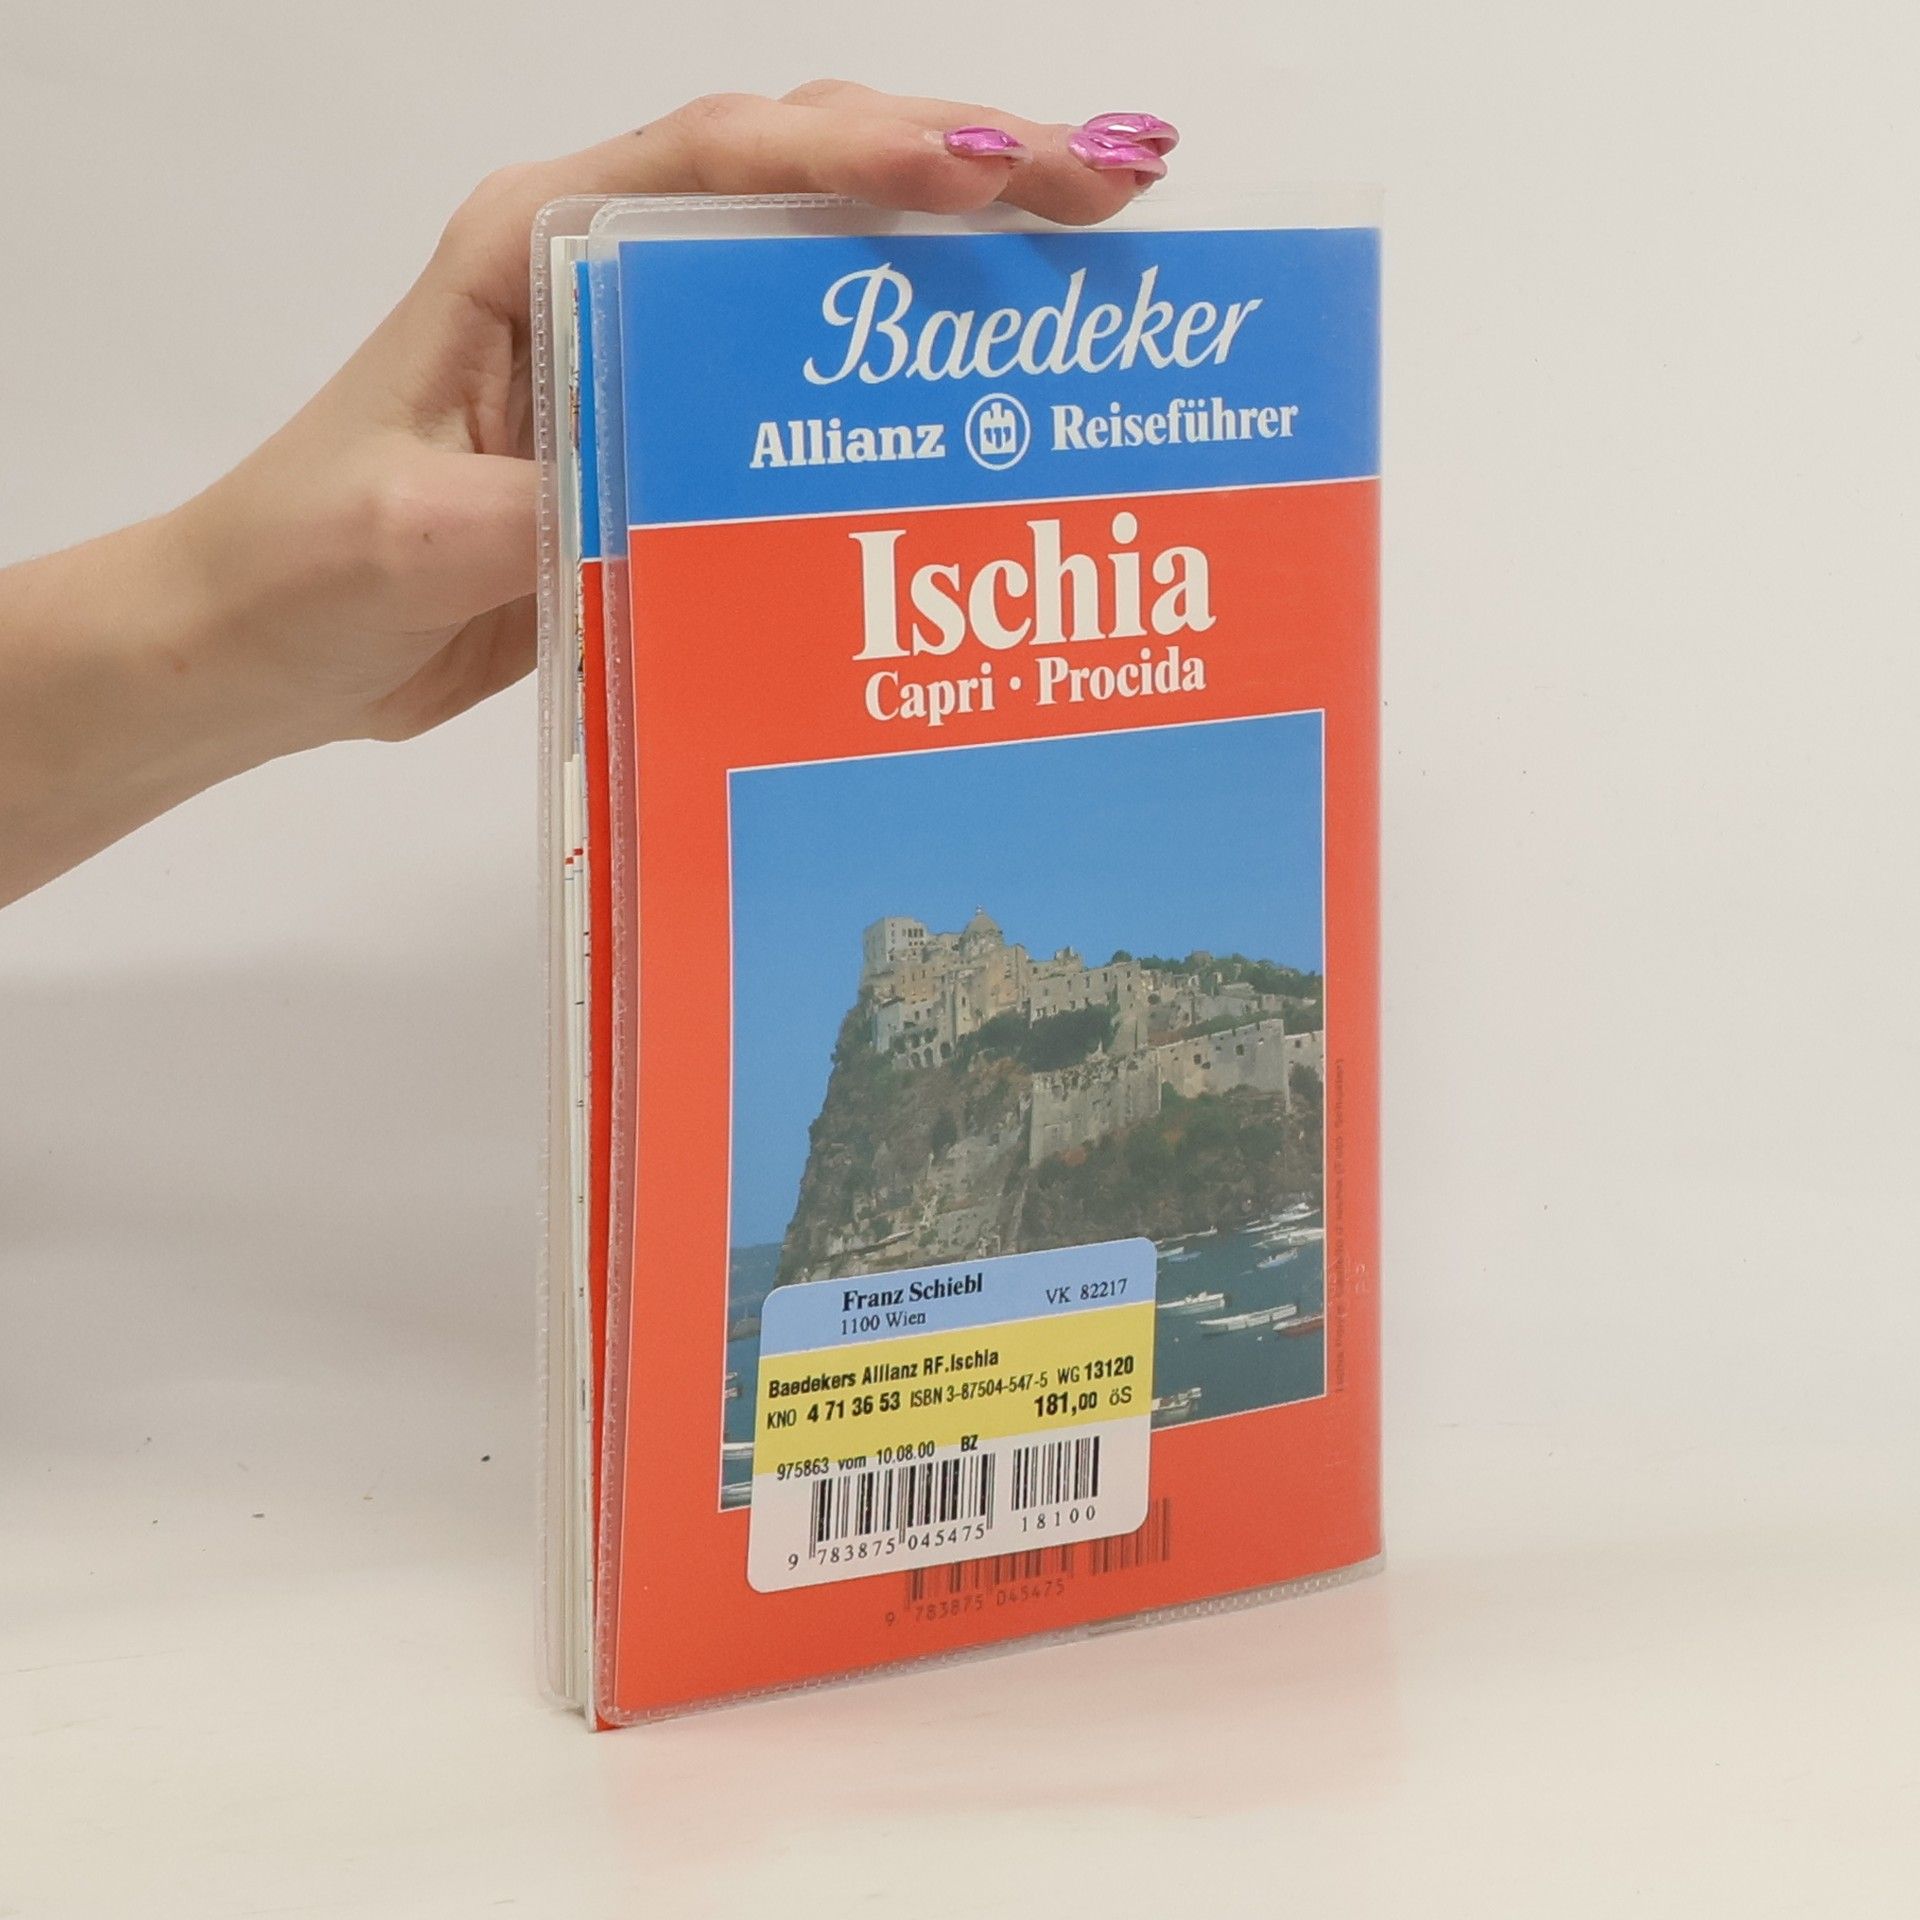 Baedeker
Allianz Reiseführer
Ischia
Capri · Procida
Franz Schiebl VK 82217
1100 Wien
Baedekers Allianz RF.Ischia
KNO 4 71 36 53 ISBN 3-87504-547-5 WG 13120
181,00 öS
975863 vom 10.08.00 BZ
9 783875 045475 18100
9 783875 045475